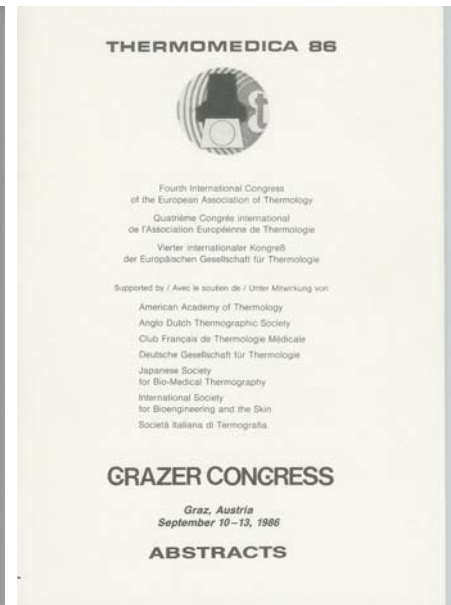 THERMOMEDICA 86
Fourth International Congress
of the European Association of Thermology
Quatrième Congrès international
de l'Association Européenne de Thermologie
Vierter internationaler Kongreß
der Europäischen Gesellschaft für Thermologie
Supported by / Avec le soutien de / Unter Mitwirkung von
American Academy of Thermology
Anglo Dutch Thermographic Society
Club Français de Thermologie Médicale
Deutsche Gesellschaft für Thermologie
Japanese Society
for Bio-Medical Thermography
International Society
for Bioengineering and the Skin
Società Italiana di Termografia
GRAZER CONGRESS
Graz, Austria
September 10–13, 1986
ABSTRACTS